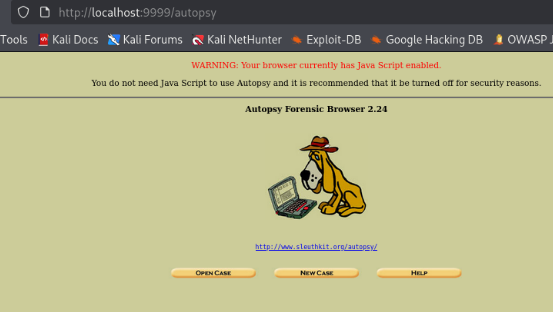 http://localhost:9999/autopsy
Tools Kali Docs Kali Forums Kali NetHunter Exploit-DB Google Hacking DB OWASP J
WARNING: Your browser currently has Java Script enabled.
You do not need Java Script to use Autopsy and it is recommended that it be turned off for security reasons.
Autopsy Forensic Browser 2.24
http://www.sleuthkit.org/autopsy/
OPEN CASE NEW CASE HELP